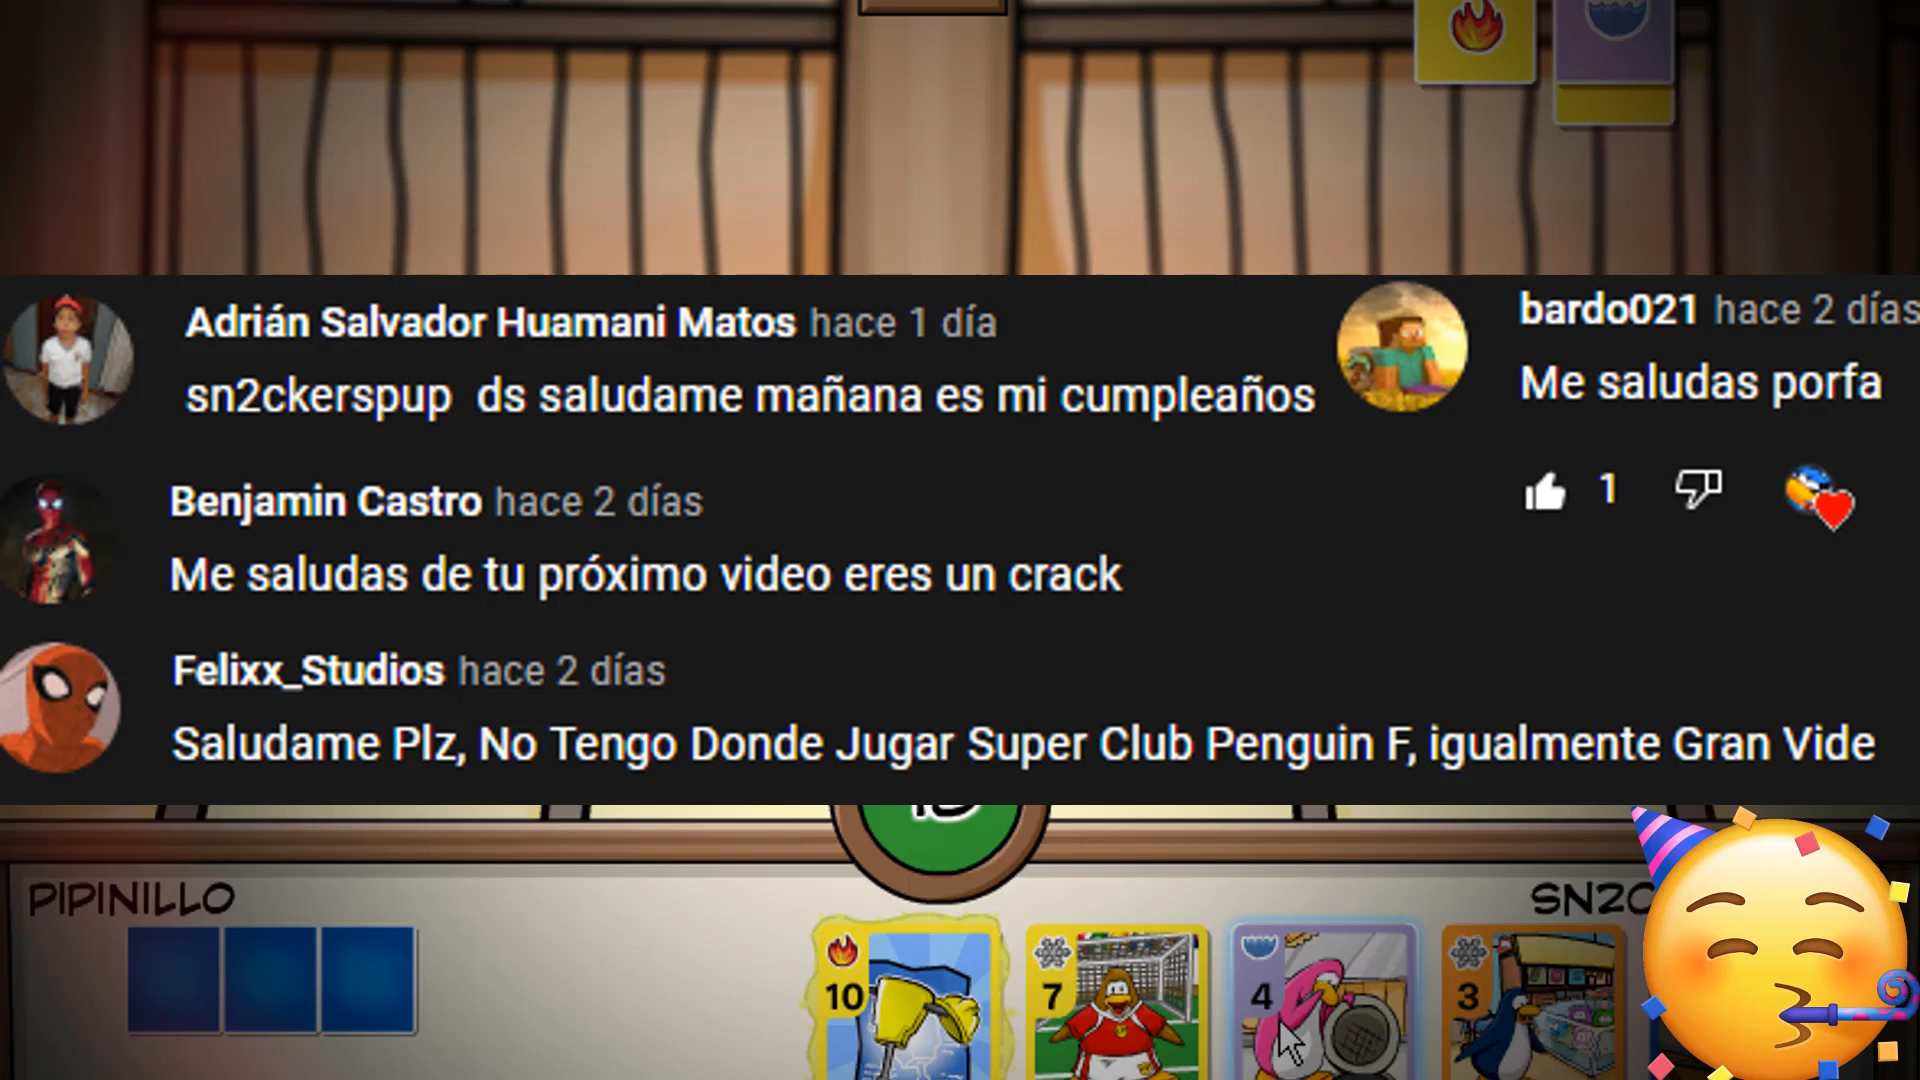 Adrián Salvador Huamani Matos hace 1 día
sn2ckerspup ds saludame mañana es mi cumpleaños
bardo021 hace 2 días
Me saludas porfa
1
Benjamin Castro hace 2 días
Me saludas de tu próximo video eres un crack
Felixx_Studios hace 2 días
Saludame Plz, No Tengo Donde Jugar Super Club Penguin F, igualmente Gran Vide
PIPINILLO
SN2C
10
7
4
3